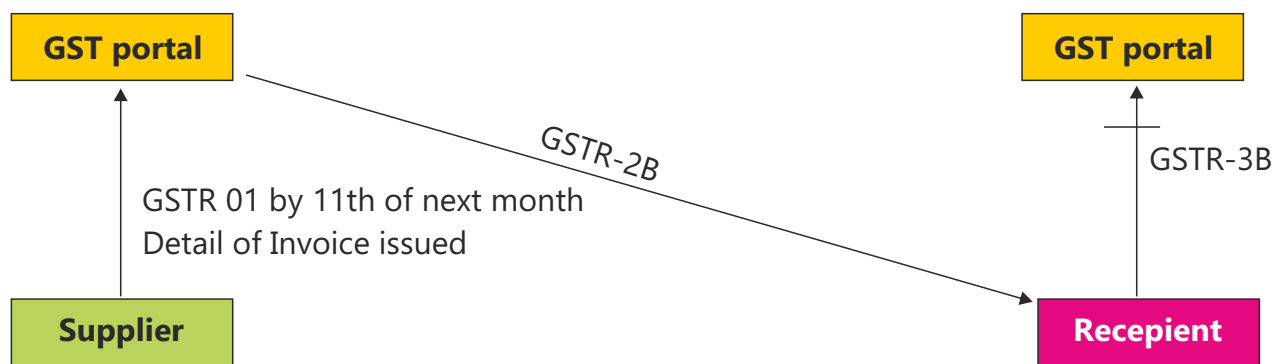 GST portal
GST portal
GSTR-2B
GSTR-3B
GSTR 01 by 11th of next month
Detail of Invoice issued
Supplier
Recepient